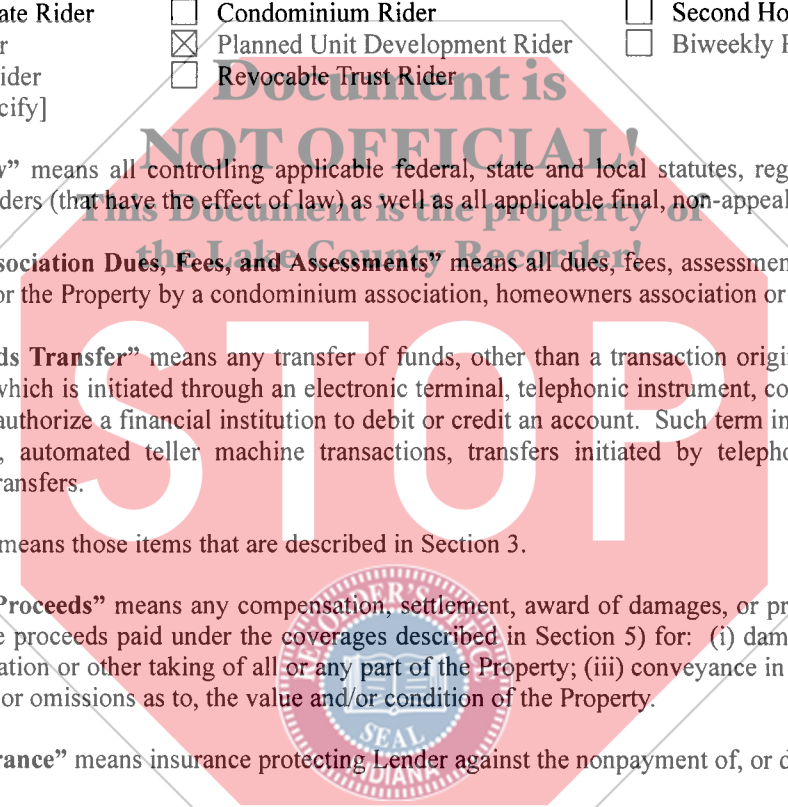 ate Rider ☐ Condominium Rider ☐ Second Ho
r ☒ Planned Unit Development Rider ☐ Biweekly
ider ☐ Revocable Trust Rider
cify]
Document is
NOT OFFICIAL!
This Document is the property of
the Lake County Recorder!
w” means all controlling applicable federal, state and local statutes, reg
ders (that have the effect of law) as well as all applicable final, non-appeal
sociation Dues, Fees, and Assessments” means all dues, fees, assessmen
or the Property by a condominium association, homeowners association or
ds Transfer” means any transfer of funds, other than a transaction origi
which is initiated through an electronic terminal, telephonic instrument, co
authorize a financial institution to debit or credit an account. Such term in
, automated teller machine transactions, transfers initiated by telepho
ransfers.
STOP
means those items that are described in Section 3.
Proceeds” means any compensation, settlement, award of damages, or pr
e proceeds paid under the coverages described in Section 5) for: (i) dam
ation or other taking of all or any part of the Property; (iii) conveyance in
or omissions as to, the value and/or condition of the Property.
RECORDER'S OFFICE
SEAL
INDIANA
rance” means insurance protecting Lender against the nonpayment of, or d